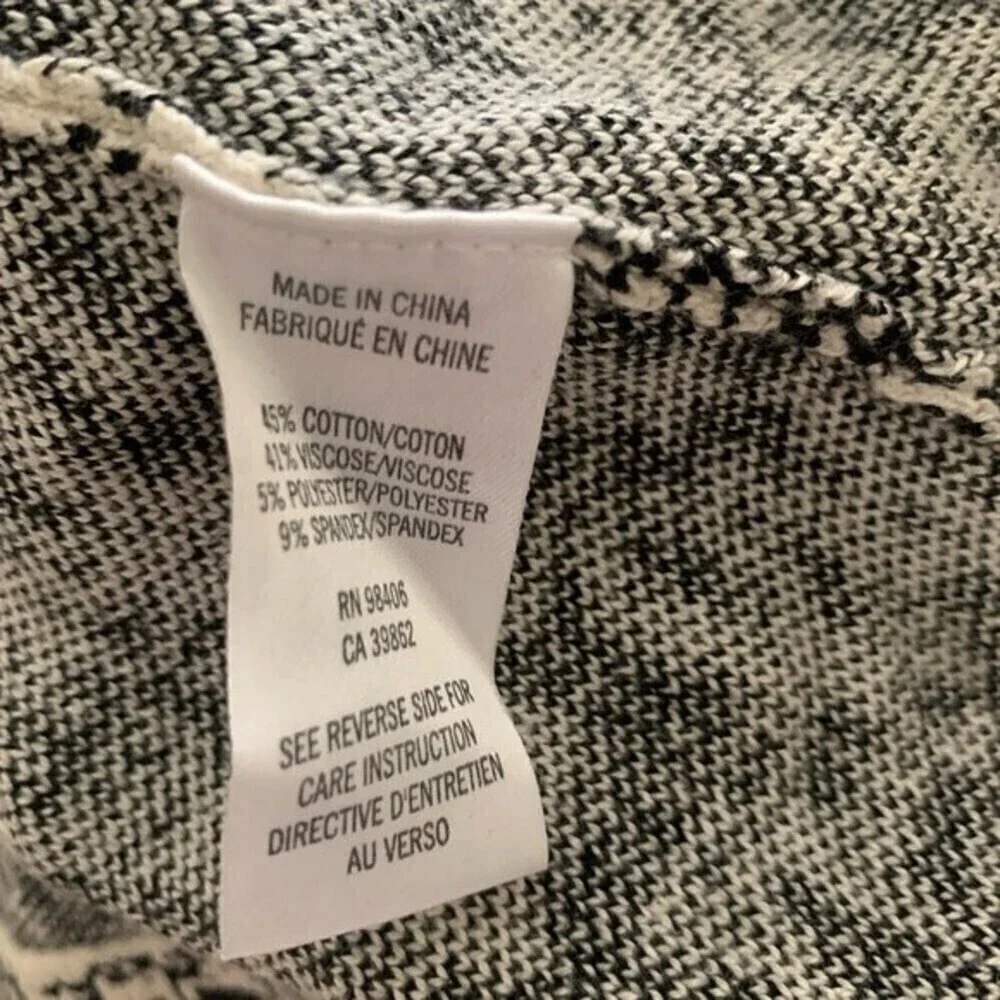 MADE IN CHINA
FABRIQUÉ EN CHINE
45% COTTON/COTON
41% VISCOSE/VISCOSE
5% POLYESTER/POLYESTER
9% SPANDEX/SPANDEX
RN 98406
CA 39862
SEE REVERSE SIDE FOR
CARE INSTRUCTION
DIRECTIVE D'ENTRETIEN
AU VERSO